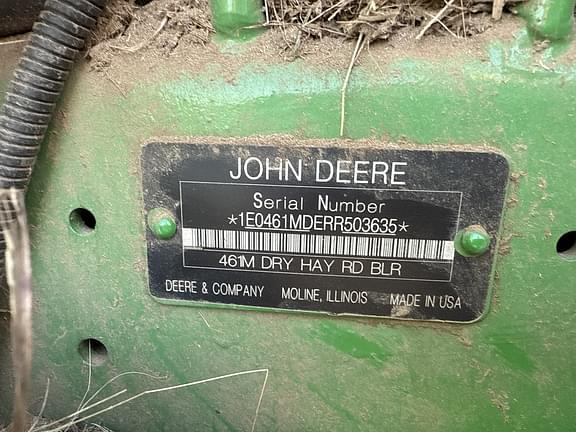 JOHN DEERE
Serial Number
*1E0461MDERR503635*
461M DRY HAY RD BLR
DEERE & COMPANY MOLINE, ILLINOIS MADE IN USA